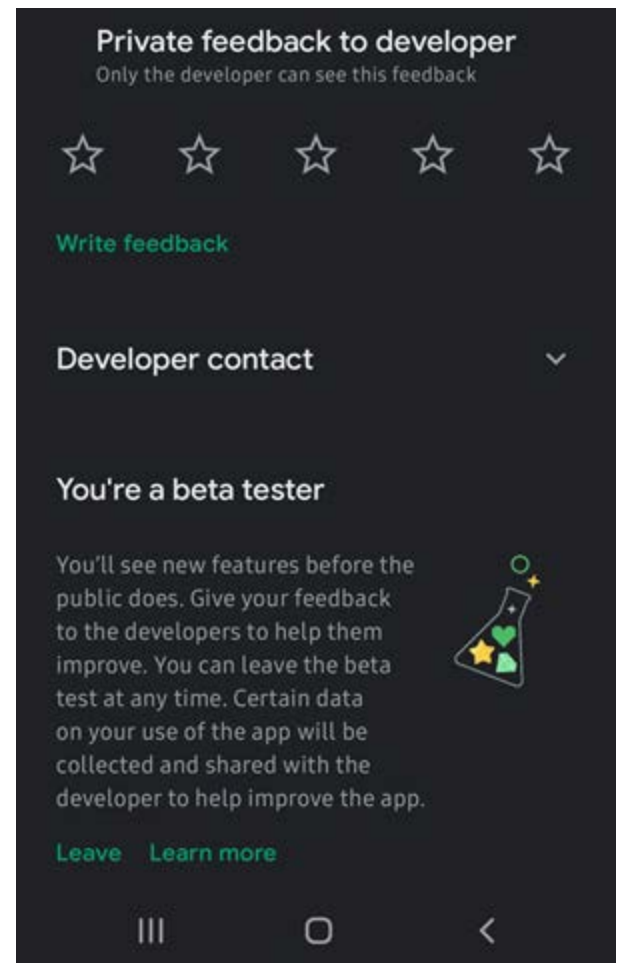 Private feedback to developer
Only the developer can see this feedback
Write feedback
Developer contact
You're a beta tester
You'll see new features before the
public does. Give your feedback
to the developers to help them
improve. You can leave the beta
test at any time. Certain data
on your use of the app will be
collected and shared with the
developer to help improve the app.
Leave Learn more